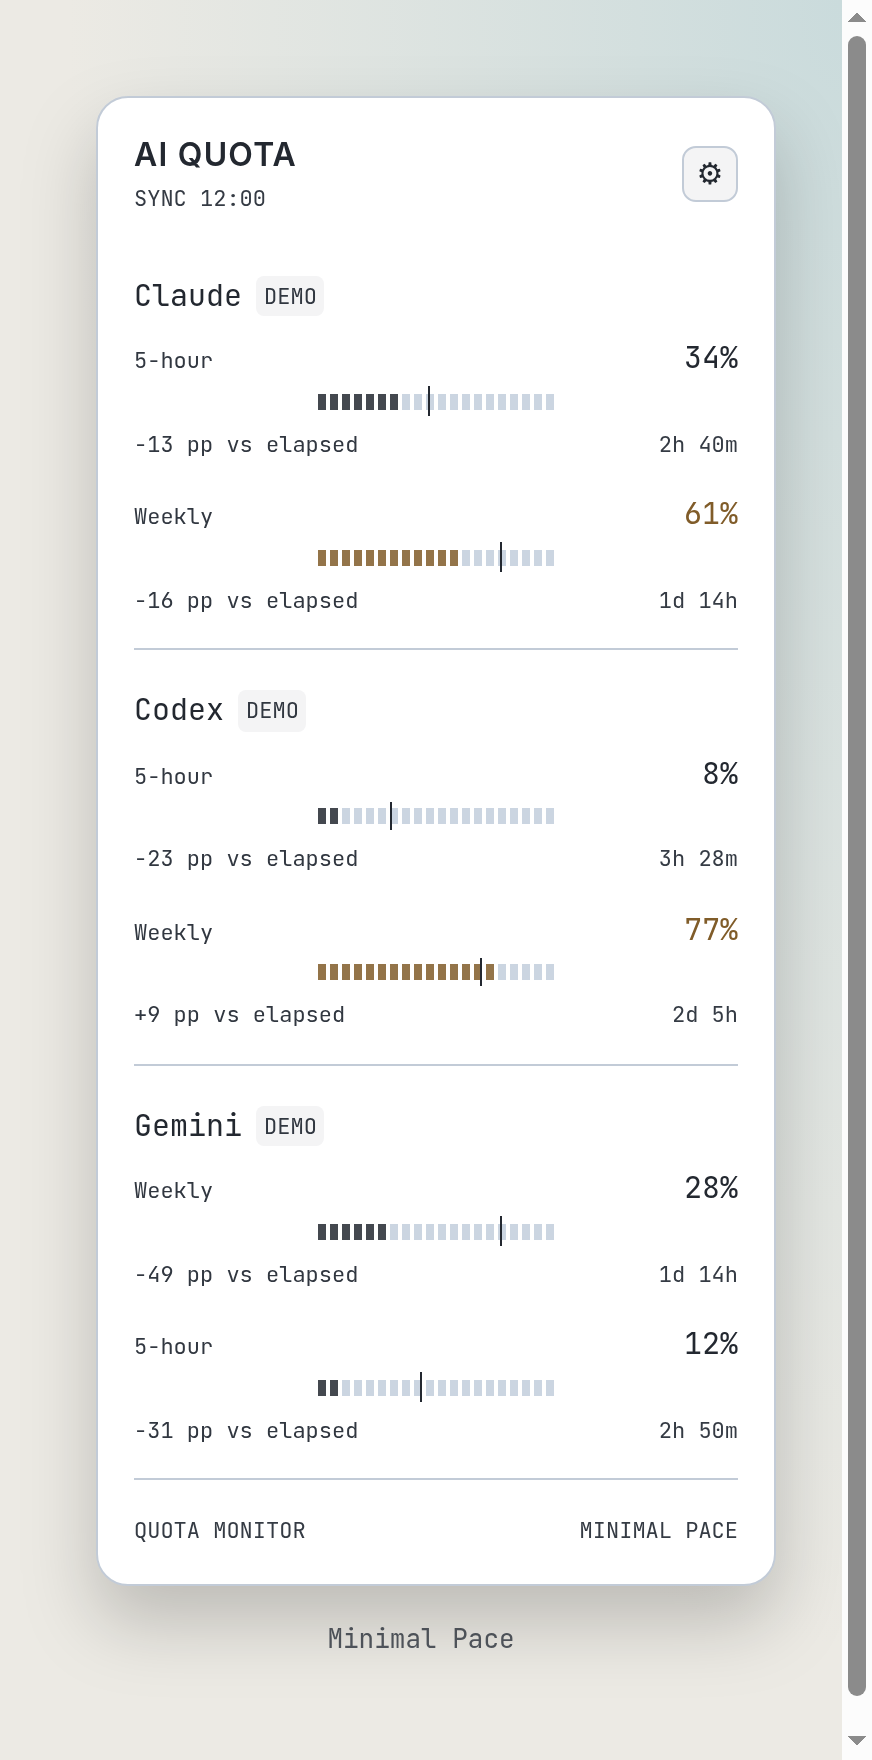 AI QUOTA
SYNC 12:00
Claude DEMO
5-hour 34%
-13 pp vs elapsed 2h 40m
Weekly 61%
-16 pp vs elapsed 1d 14h
Codex DEMO
5-hour 8%
-23 pp vs elapsed 3h 28m
Weekly 77%
+9 pp vs elapsed 2d 5h
Gemini DEMO
Weekly 28%
-49 pp vs elapsed 1d 14h
5-hour 12%
-31 pp vs elapsed 2h 50m
QUOTA MONITOR MINIMAL PACE
Minimal Pace